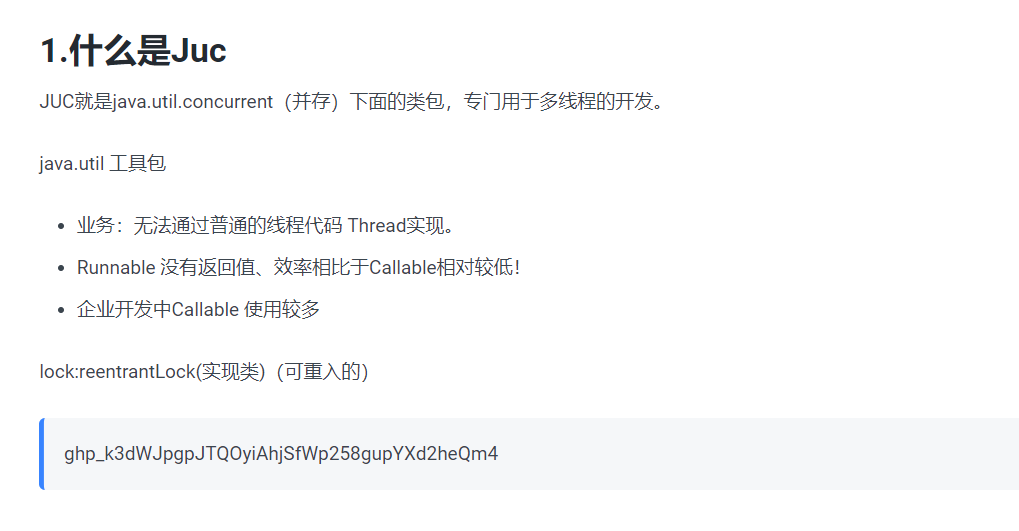 1.什么是Juc
JUC就是java.util.concurrent（并存）下面的类包，专门用于多线程的开发。
java.util 工具包
• 业务：无法通过普通的线程代码 Thread实现。
• Runnable 没有返回值、效率相比于Callable相对较低！
• 企业开发中Callable 使用较多
lock:reentrantLock(实现类)（可重入的）
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